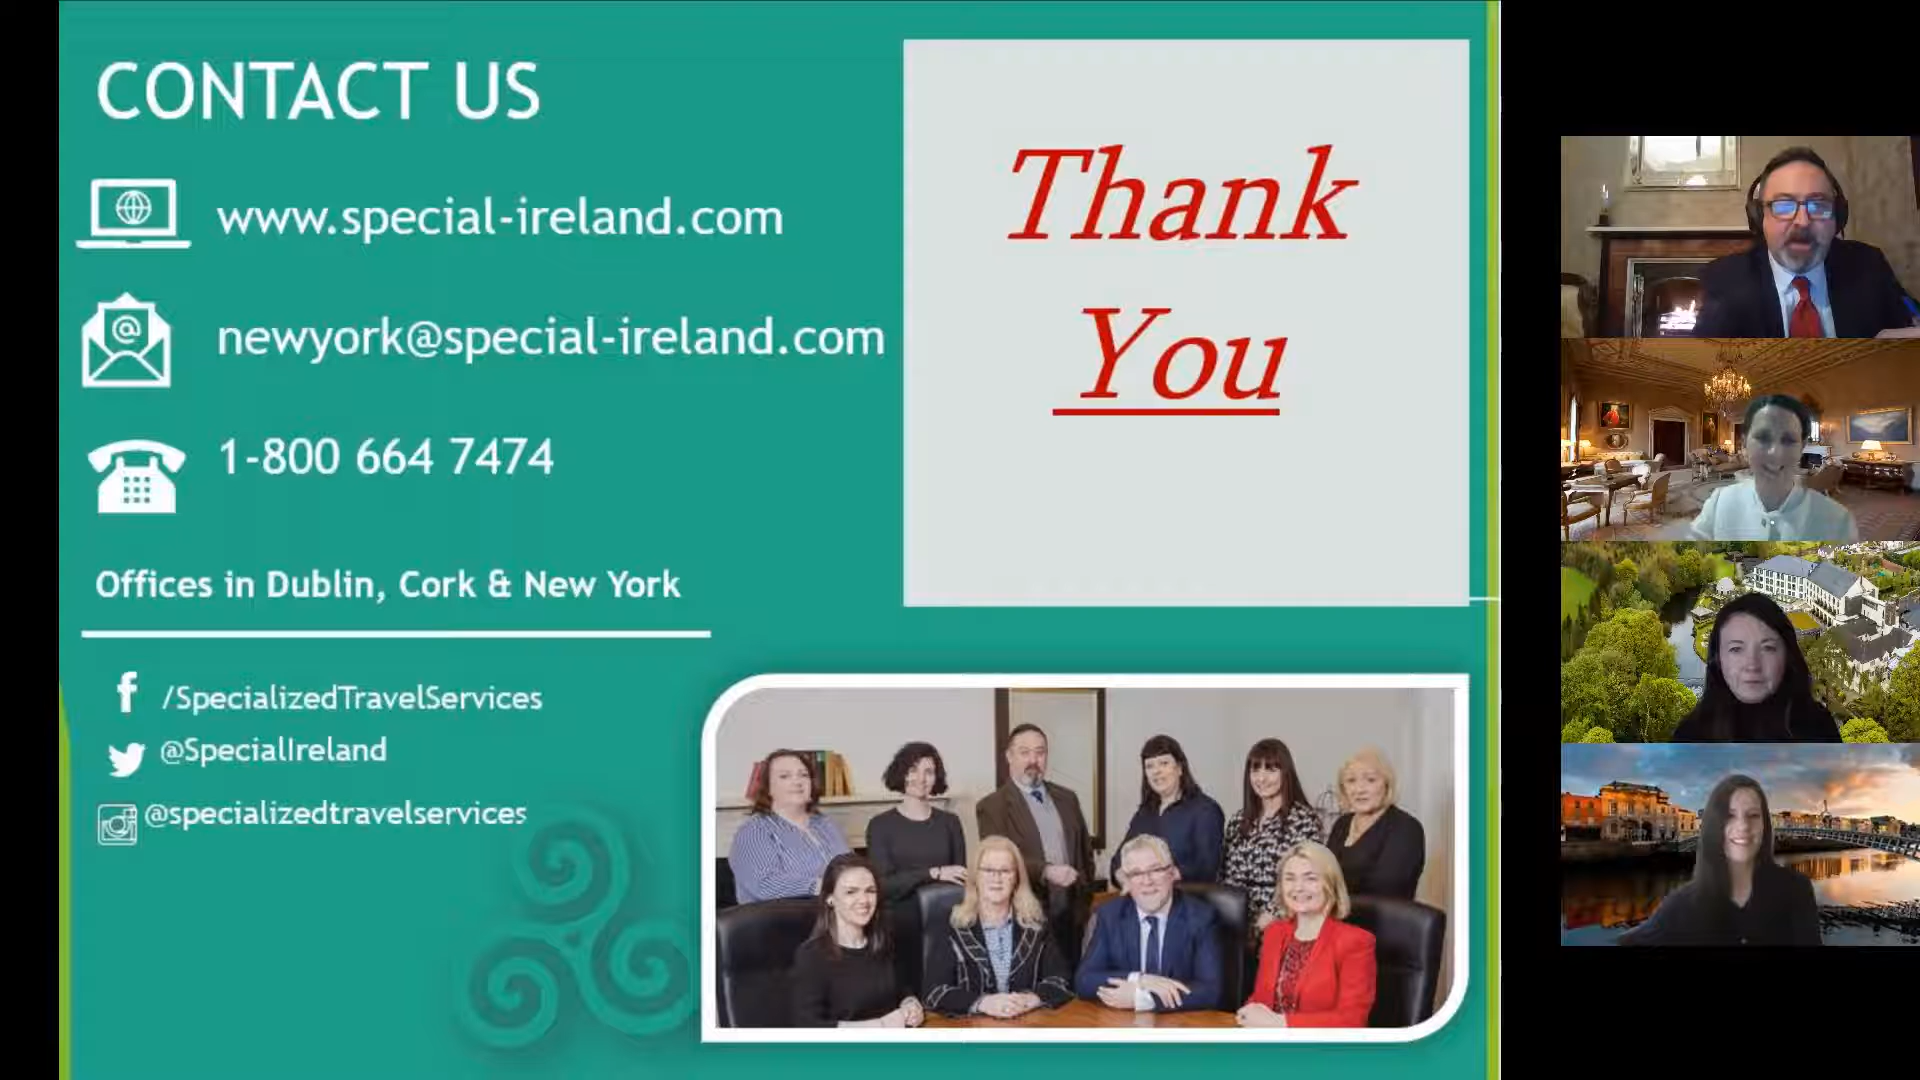 CONTACT US
www.special-ireland.com
newyork@special-ireland.com
1-800 664 7474
Offices in Dublin, Cork & New York
/SpecializedTravelServices
@SpecialIreland
@specializedtravelservices
Thank
You